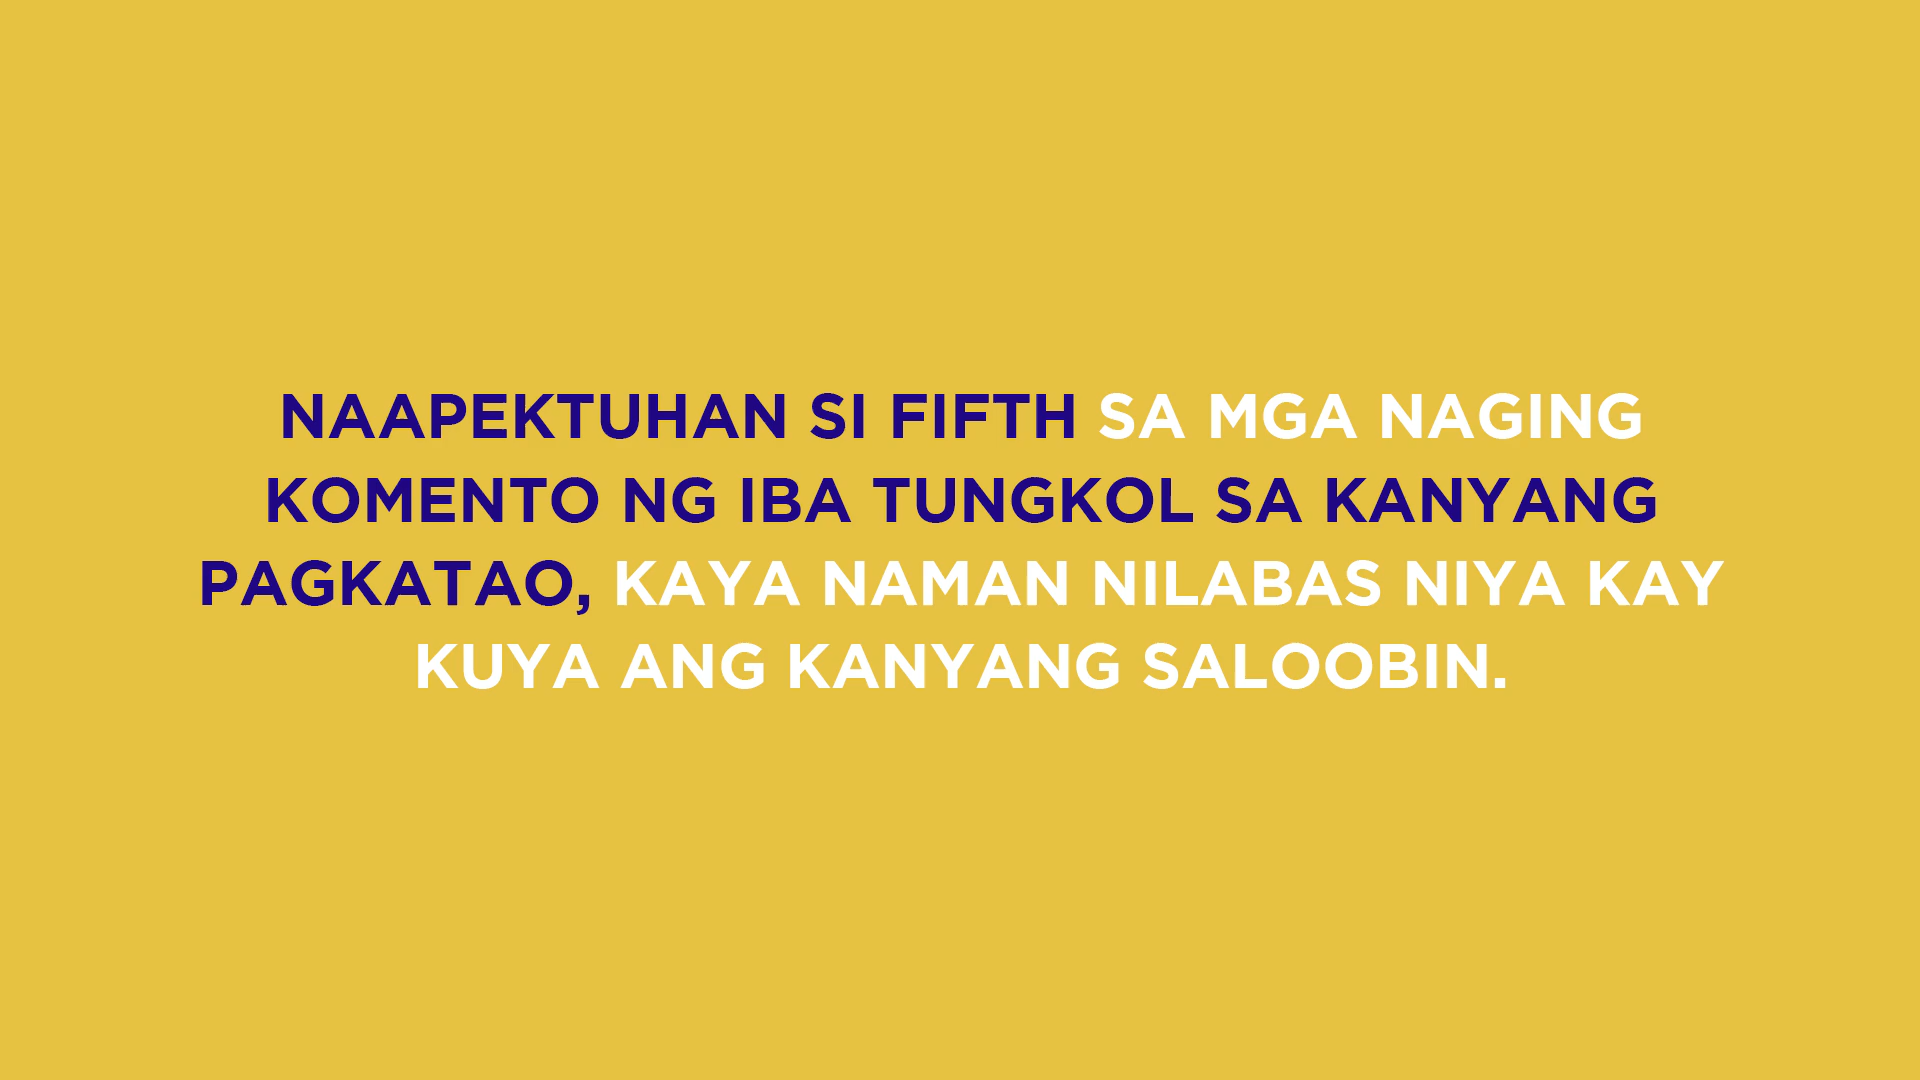 NAAPEKTUHAN SI FIFTH SA MGA NAGING
KOMENTO NG IBA TUNGKOL SA KANYANG
PAGKATAO, KAYA NAMAN NILABAS NIYA KAY
KUYA ANG KANYANG SALOOBIN.